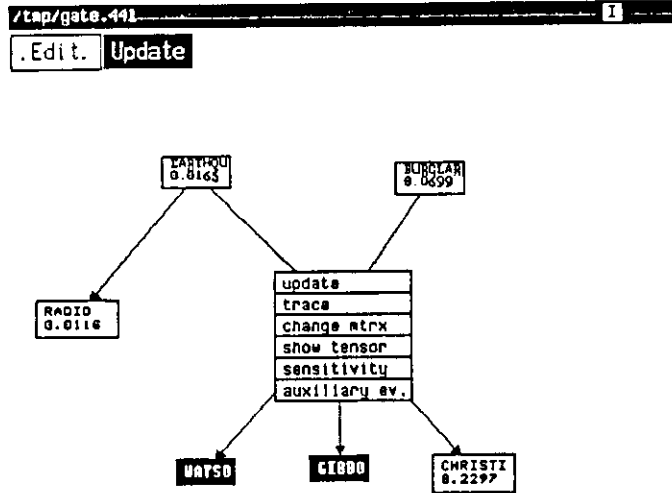 /tmp/gate.441
I
.Edit. Update
EARTHQU
0.0165
BURGLAR
0.0699
RADIO
0.0116
update
trace
change mtrx
show tensor
sensitivity
auxiliary ev.
WATSO
GIBBO
CHRISTI
0.2297